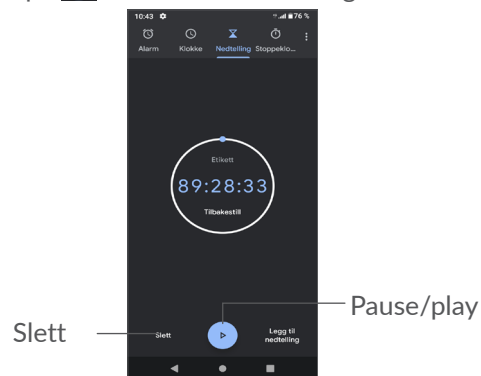 10:43 76 %
Alarm Klokke Nedtelling Stoppeklo...
Etikett
89:28:33
Tilbakestill
Pause/play
Slett
Slett
Legg til
nedtelling